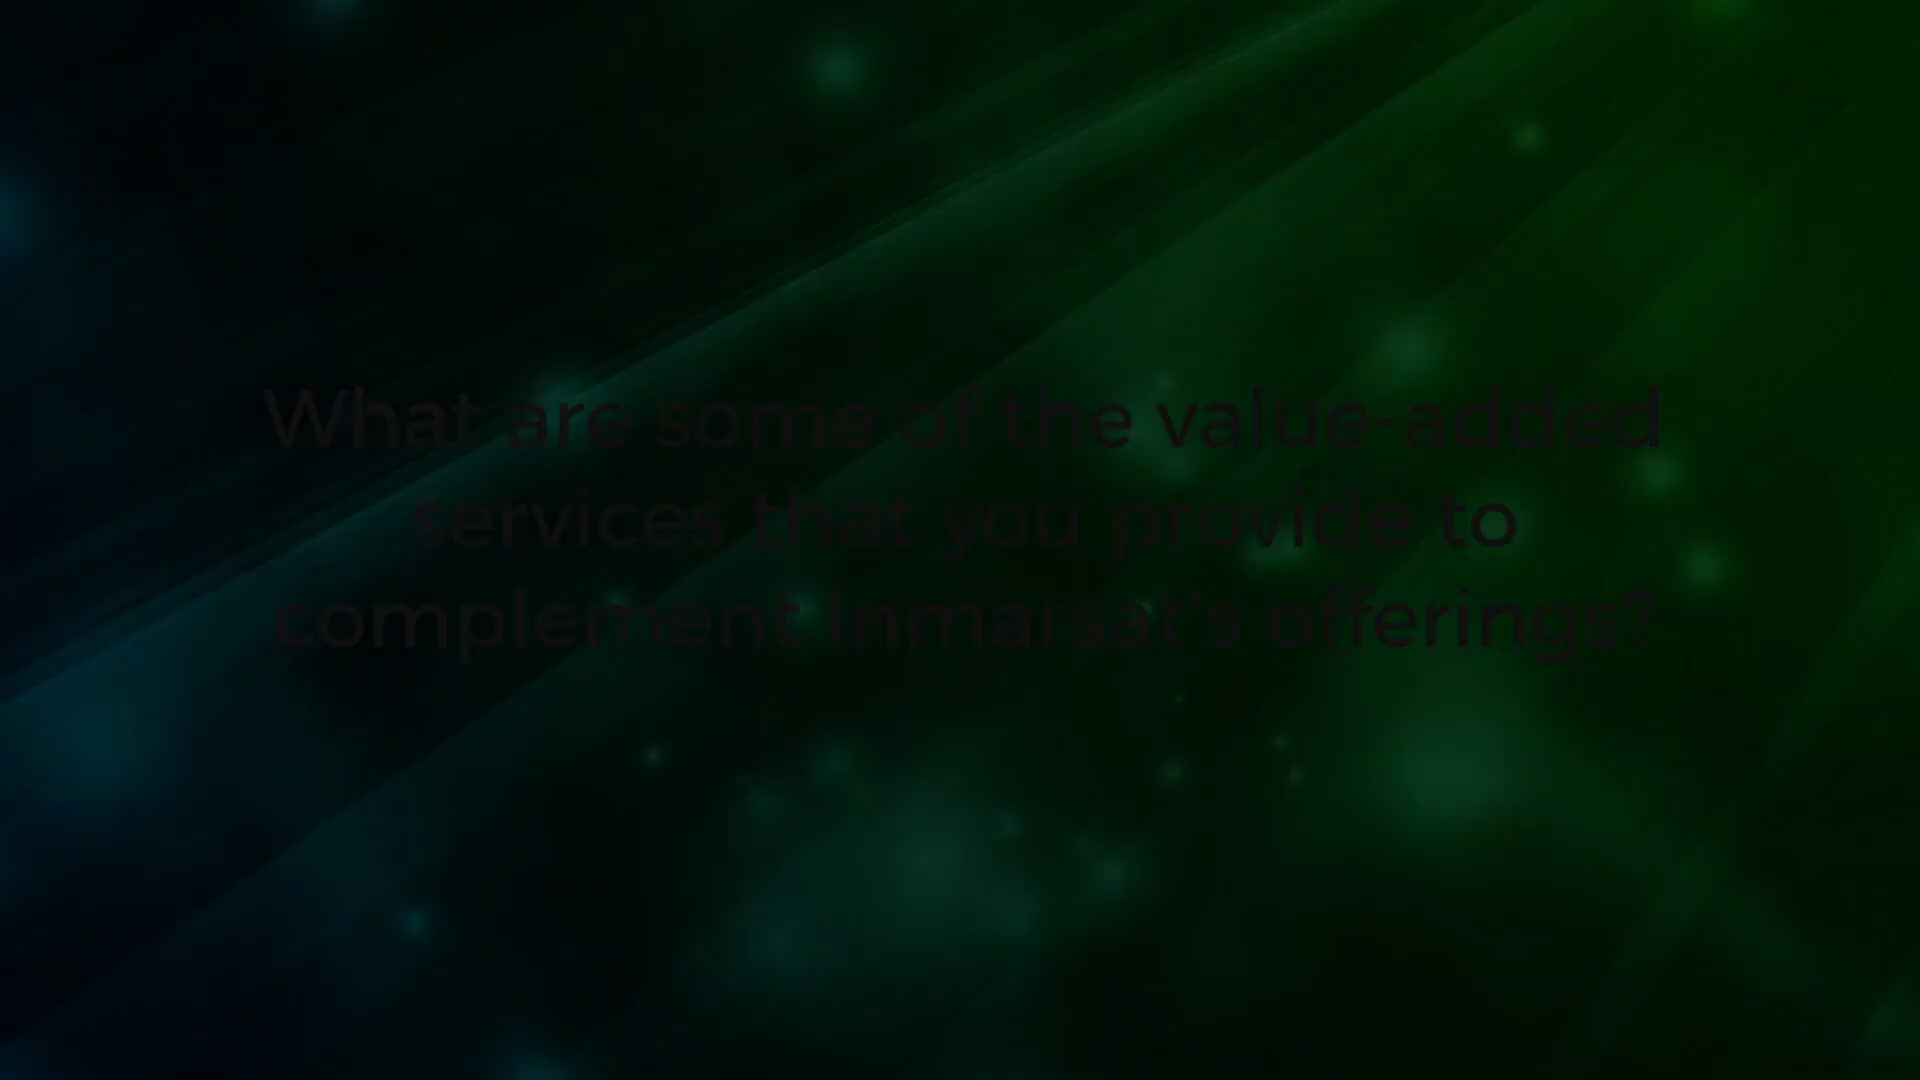 What are some of the value-added
services that you provide to
complement Inmarsat's offerings?